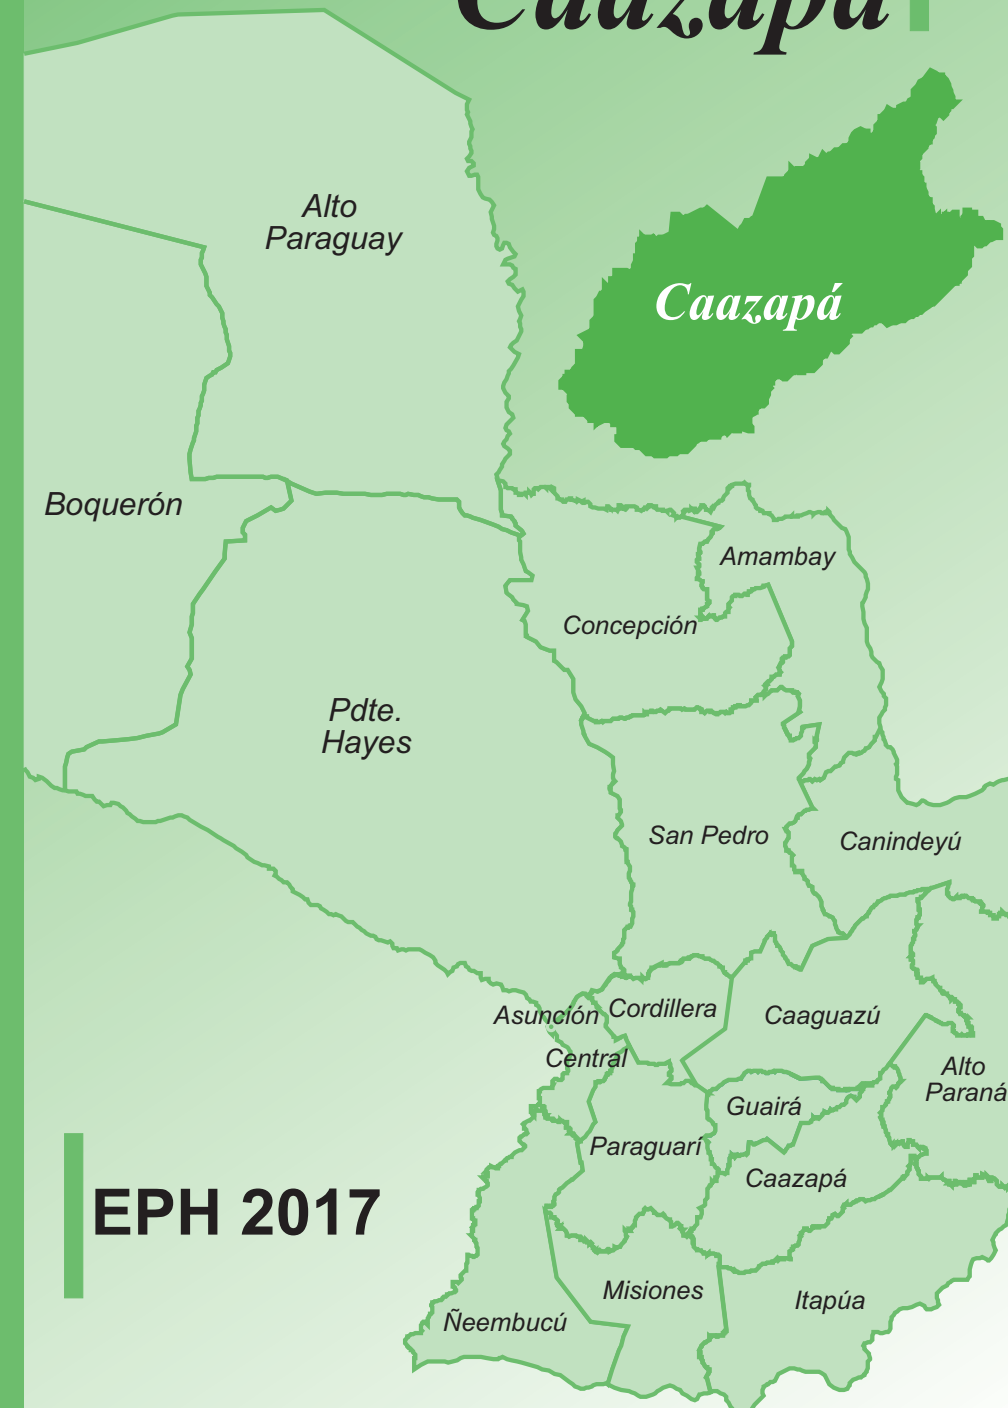 Caazapá
Alto
Paraguay
Caazapá
Boquerón
Amambay
Concepción
Pdte.
Hayes
San Pedro
Canindeyú
Asunción
Cordillera
Caaguazú
Central
Alto
Paraná
Guairá
Paraguarí
Caazapá
EPH 2017
Misiones
Itapúa
Ñeembucú